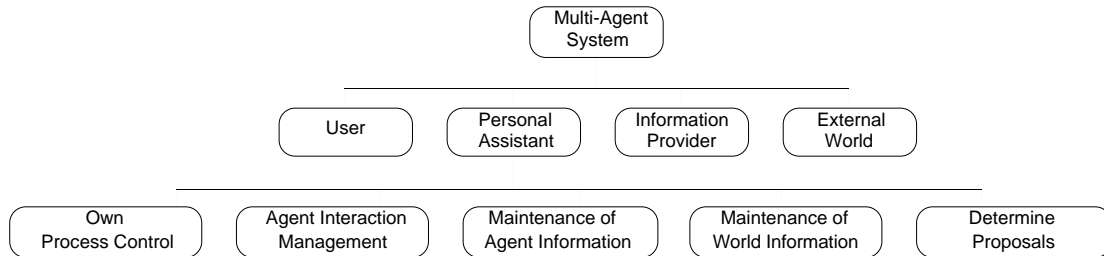 Multi-Agent
System
User
Personal
Assistant
Information
Provider
External
World
Own
Process Control
Agent Interaction
Management
Maintenance of
Agent Information
Maintenance of
World Information
Determine
Proposals